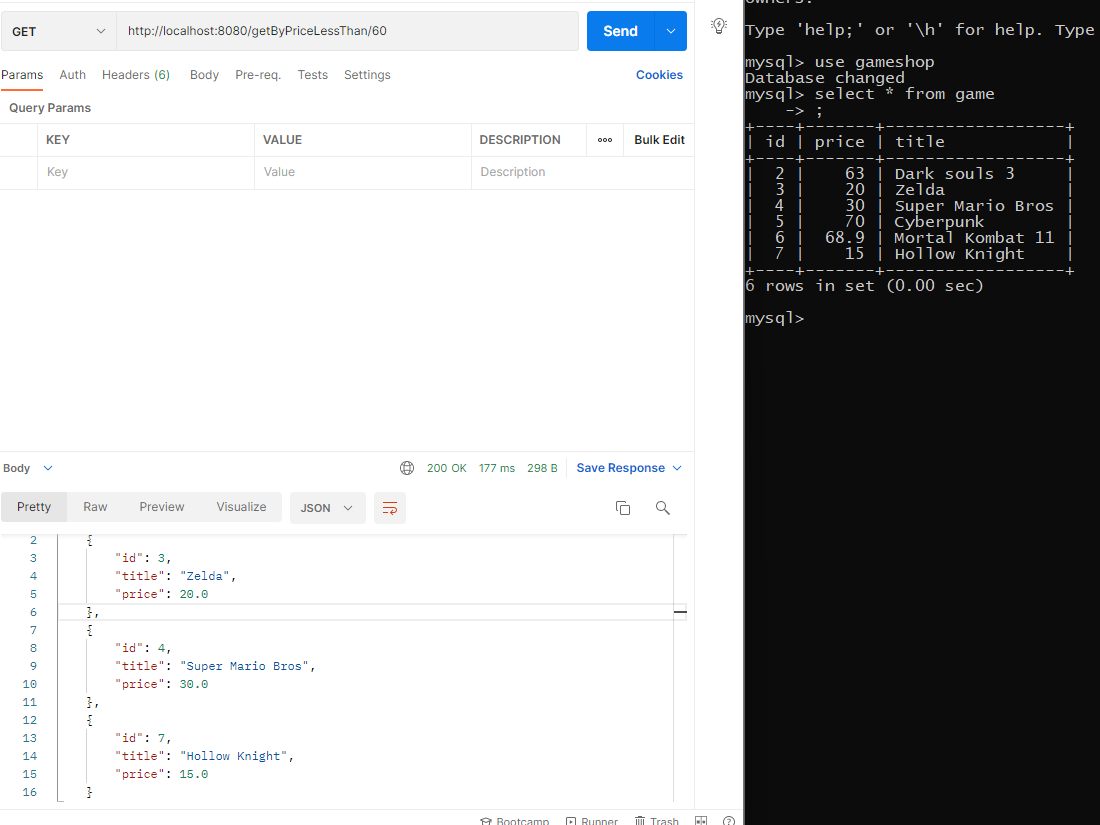 GET
http://localhost:8080/getByPriceLessThan/60
Send
Params Auth Headers (6) Body Pre-req. Tests Settings Cookies
Query Params
KEY VALUE DESCRIPTION ooo Bulk Edit
Key Value Description
Body 200 OK 177 ms 298 B Save Response
Pretty Raw Preview Visualize JSON
2 {
3 "id": 3,
4 "title": "Zelda",
5 "price": 20.0
6 },
7 {
8 "id": 4,
9 "title": "Super Mario Bros",
10 "price": 30.0
11 },
12 {
13 "id": 7,
14 "title": "Hollow Knight",
15 "price": 15.0
16 }
Bootcamp Runner Trash
owners.
Type 'help;' or '\h' for help. Type
mysql> use gameshop
Database changed
mysql> select * from game
    -> ;
+----+-------+------------------+
| id | price | title            |
+----+-------+------------------+
|  2 |    63 | Dark souls 3     |
|  3 |    20 | Zelda            |
|  4 |    30 | Super Mario Bros |
|  5 |    70 | Cyberpunk        |
|  6 |  68.9 | Mortal Kombat 11 |
|  7 |    15 | Hollow Knight    |
+----+-------+------------------+
6 rows in set (0.00 sec)
mysql>